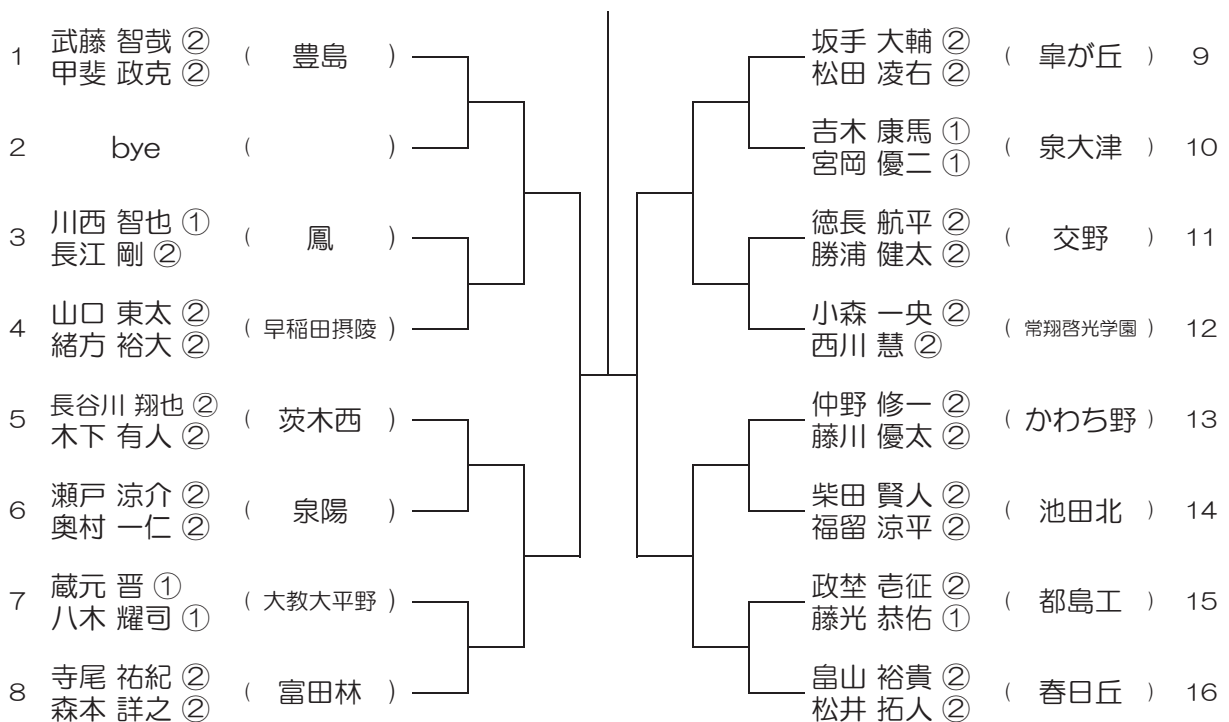 1 武藤 智哉 ② ( 豊島 )
甲斐 政克 ②
2 bye ( )
3 川西 智也 ① ( 鳳 )
長江 剛 ②
4 山口 東太 ② ( 早稲田摂陵 )
緒方 裕大 ②
5 長谷川 翔也 ② ( 茨木西 )
木下 有人 ②
6 瀬戸 涼介 ② ( 泉陽 )
奥村 一仁 ②
7 蔵元 晋 ① ( 大教大平野 )
八木 耀司 ①
8 寺尾 祐紀 ② ( 富田林 )
森本 詳之 ②
坂手 大輔 ② ( 皐が丘 ) 9
松田 凌右 ②
吉木 康馬 ① ( 泉大津 ) 10
宮岡 優二 ①
徳長 航平 ② ( 交野 ) 11
勝浦 健太 ②
小森 一央 ② ( 常翔啓光学園 ) 12
西川 慧 ②
仲野 修一 ② ( かわち野 ) 13
藤川 優太 ②
柴田 賢人 ② ( 池田北 ) 14
福留 涼平 ②
政埜 壱征 ② ( 都島工 ) 15
藤光 恭佑 ①
畠山 裕貴 ② ( 春日丘 ) 16
松井 拓人 ②